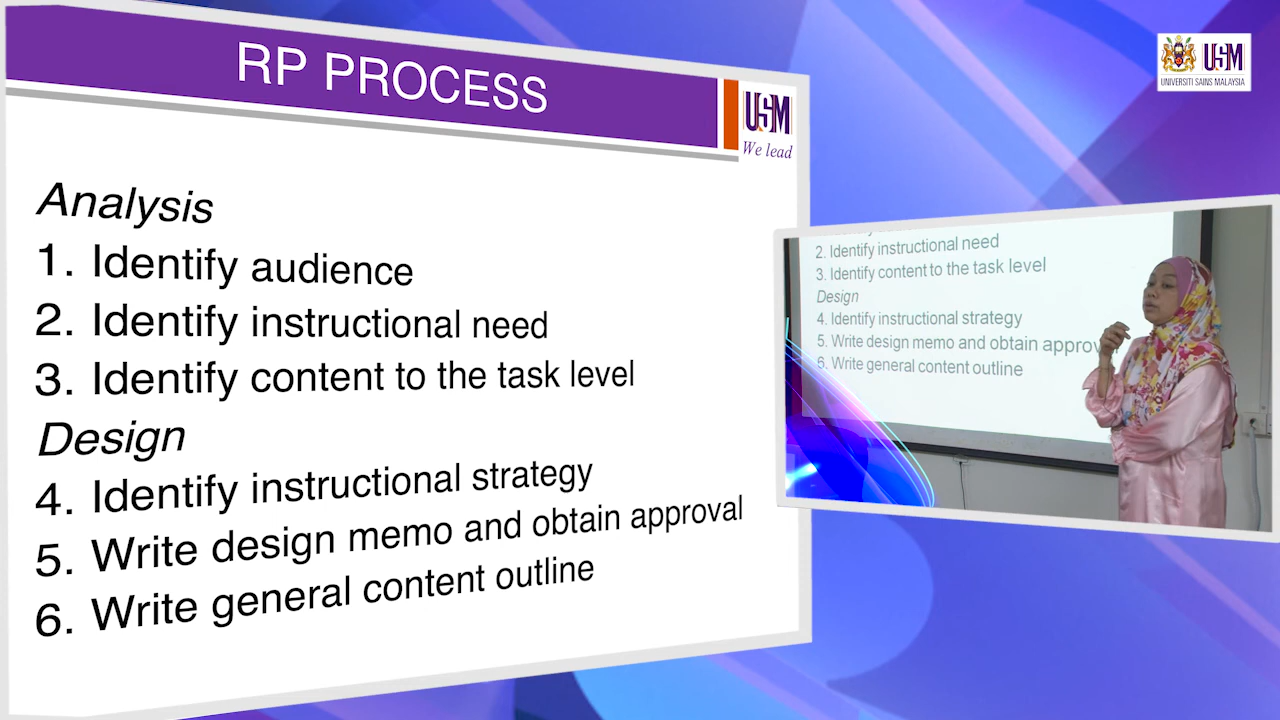 RP PROCESS
USM
We lead
Analysis
1. Identify audience
2. Identify instructional need
3. Identify content to the task level
Design
4. Identify instructional strategy
5. Write design memo and obtain approval
6. Write general content outline
USM
UNIVERSITI SAINS MALAYSIA
2. Identify instructional need
3. Identify content to the task level
Design
4. Identify instructional strategy
5. Write design memo and obtain approv
6. Write general content outline